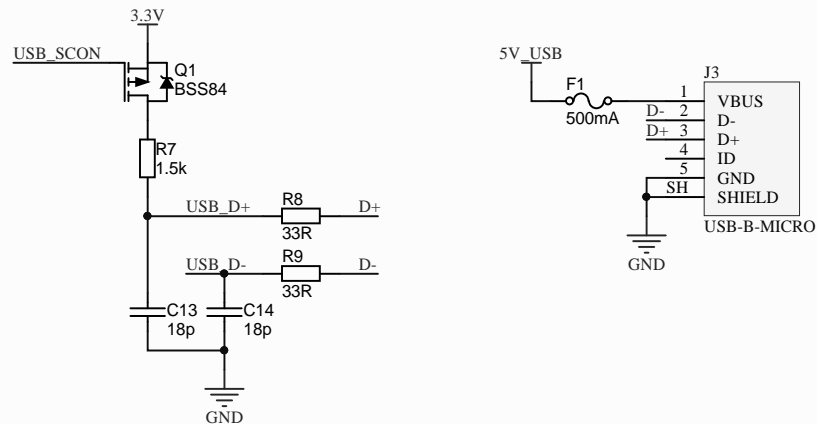 3.3V
USB_SCON
Q1
BSS84
R7
1.5k
USB_D+
R8
33R
D+
USB_D-
R9
33R
D-
C13
18p
C14
18p
GND
5V_USB
F1
500mA
J3
1 VBUS
D- 2 D-
D+ 3 D+
4 ID
5 GND
SH SHIELD
USB-B-MICRO
GND